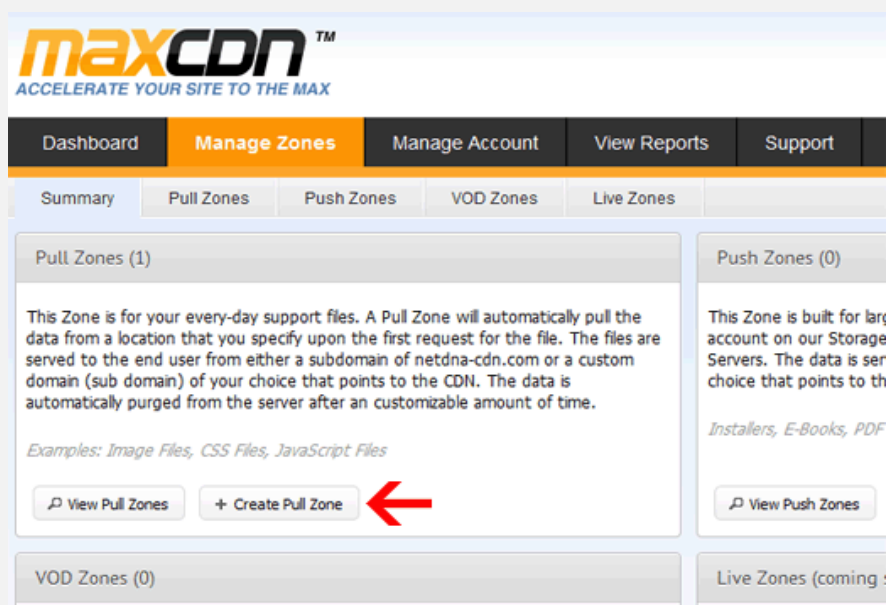 maxcdn™
ACCELERATE YOUR SITE TO THE MAX
Dashboard Manage Zones Manage Account View Reports Support
Summary Pull Zones Push Zones VOD Zones Live Zones
Pull Zones (1)
This Zone is for your every-day support files. A Pull Zone will automatically pull the
data from a location that you specify upon the first request for the file. The files are
served to the end user from either a subdomain of netdna-cdn.com or a custom
domain (sub domain) of your choice that points to the CDN. The data is
automatically purged from the server after an customizable amount of time.
Examples: Image Files, CSS Files, JavaScript Files
View Pull Zones + Create Pull Zone
Push Zones (0)
This Zone is built for
account on our Storage
Servers. The data is
choice that points to
Installers, E-Books, PDF
View Push Zones
VOD Zones (0)
Live Zones (coming